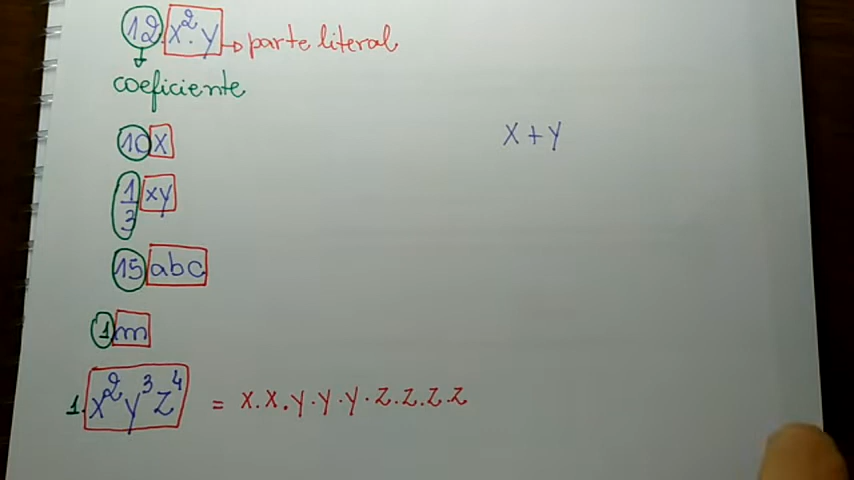 12.x².y → parte literal
coeficiente
10x
x + y
1/3 xy
15abc
1m
1.x²y³z⁴ = x.x.y.y.y.z.z.z.z